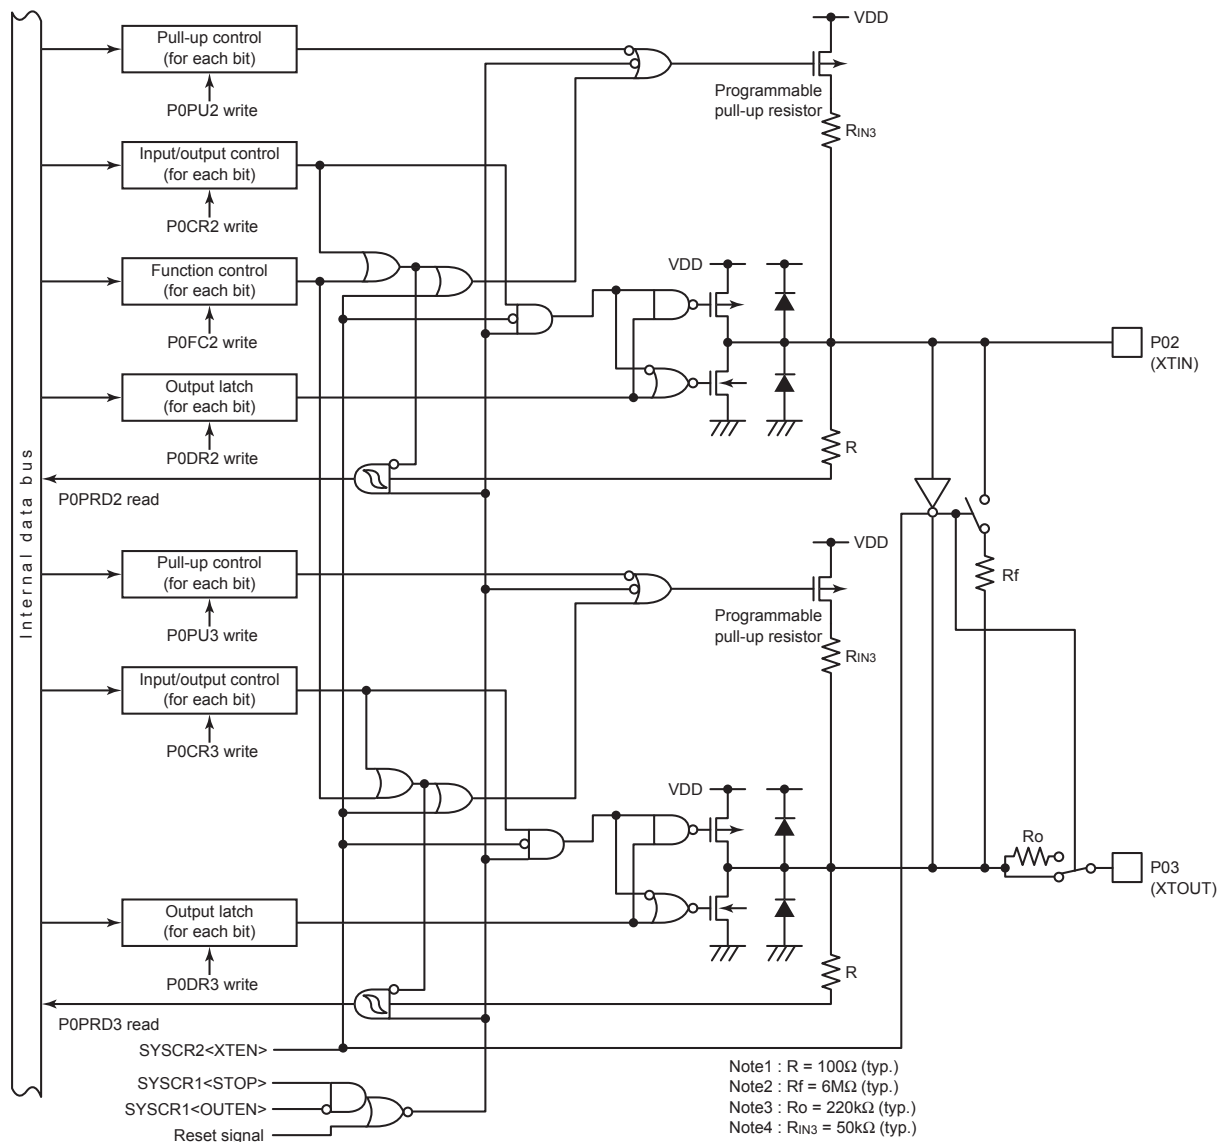 VDD
Pull-up control
(for each bit)
P0PU2 write
Programmable
pull-up resistor
RIN3
Input/output control
(for each bit)
P0CR2 write
Function control
(for each bit)
P0FC2 write
VDD
P02
(XTIN)
Output latch
(for each bit)
P0DR2 write
R
P0PRD2 read
Internal data bus
VDD
Pull-up control
(for each bit)
P0PU3 write
Rf
Programmable
pull-up resistor
RIN3
Input/output control
(for each bit)
P0CR3 write
VDD
Ro
P03
(XTOUT)
Output latch
(for each bit)
P0DR3 write
R
P0PRD3 read
SYSCR2<XTEN>
SYSCR1<STOP>
SYSCR1<OUTEN>
Reset signal
Note1 : R = 100Ω (typ.)
Note2 : Rf = 6MΩ (typ.)
Note3 : Ro = 220kΩ (typ.)
Note4 : RIN3 = 50kΩ (typ.)